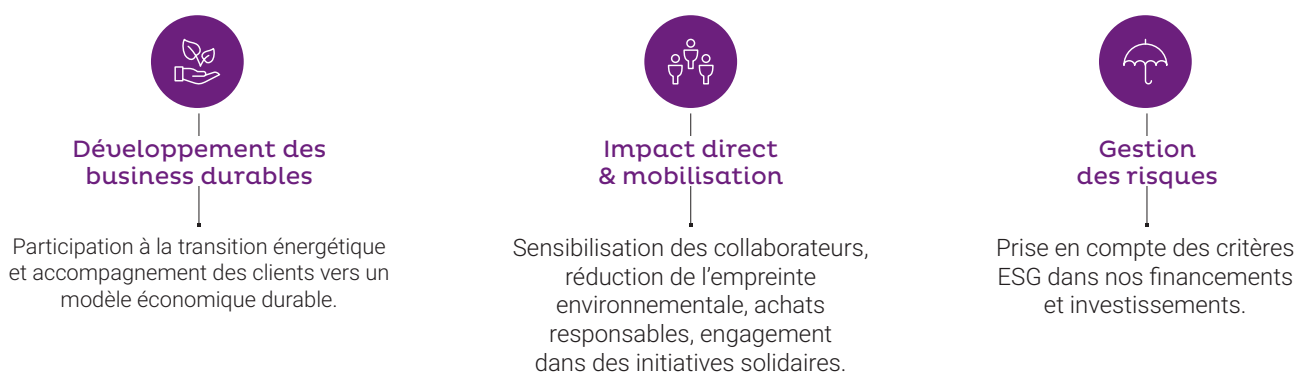 Développement des
business durables
Participation à la transition énergétique
et accompagnement des clients vers un
modèle économique durable.
Impact direct
& mobilisation
Sensibilisation des collaborateurs,
réduction de l’empreinte
environnementale, achats
responsables, engagement
dans des initiatives solidaires.
Gestion
des risques
Prise en compte des critères
ESG dans nos financements
et investissements.